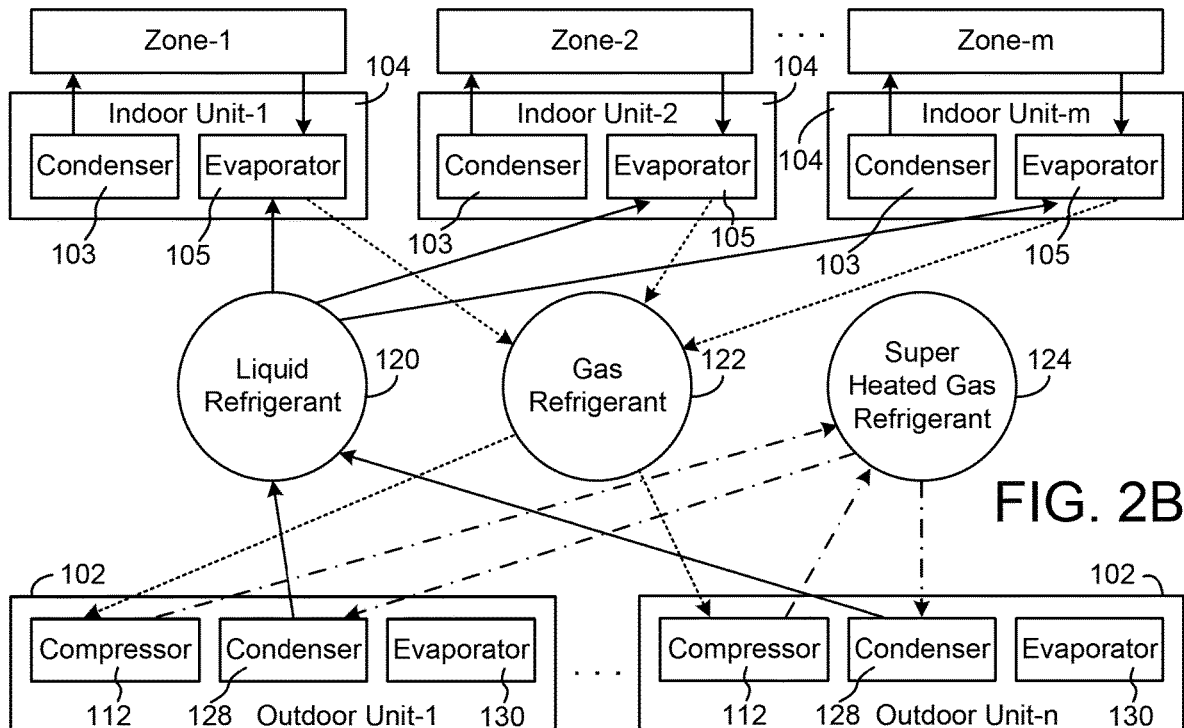 Zone-1
Zone-2
. . .
Zone-m
104
104
Indoor Unit-1
Indoor Unit-2
Indoor Unit-m
104
Condenser
Evaporator
Condenser
Evaporator
Condenser
Evaporator
103
105
103
105
103
105
Liquid
Refrigerant
120
Gas
Refrigerant
122
Super
Heated Gas
Refrigerant
124
FIG. 2B
102
102
Compressor
Condenser
Evaporator
. . .
Compressor
Condenser
Evaporator
112
128
Outdoor Unit-1
130
112
128
Outdoor Unit-n
130